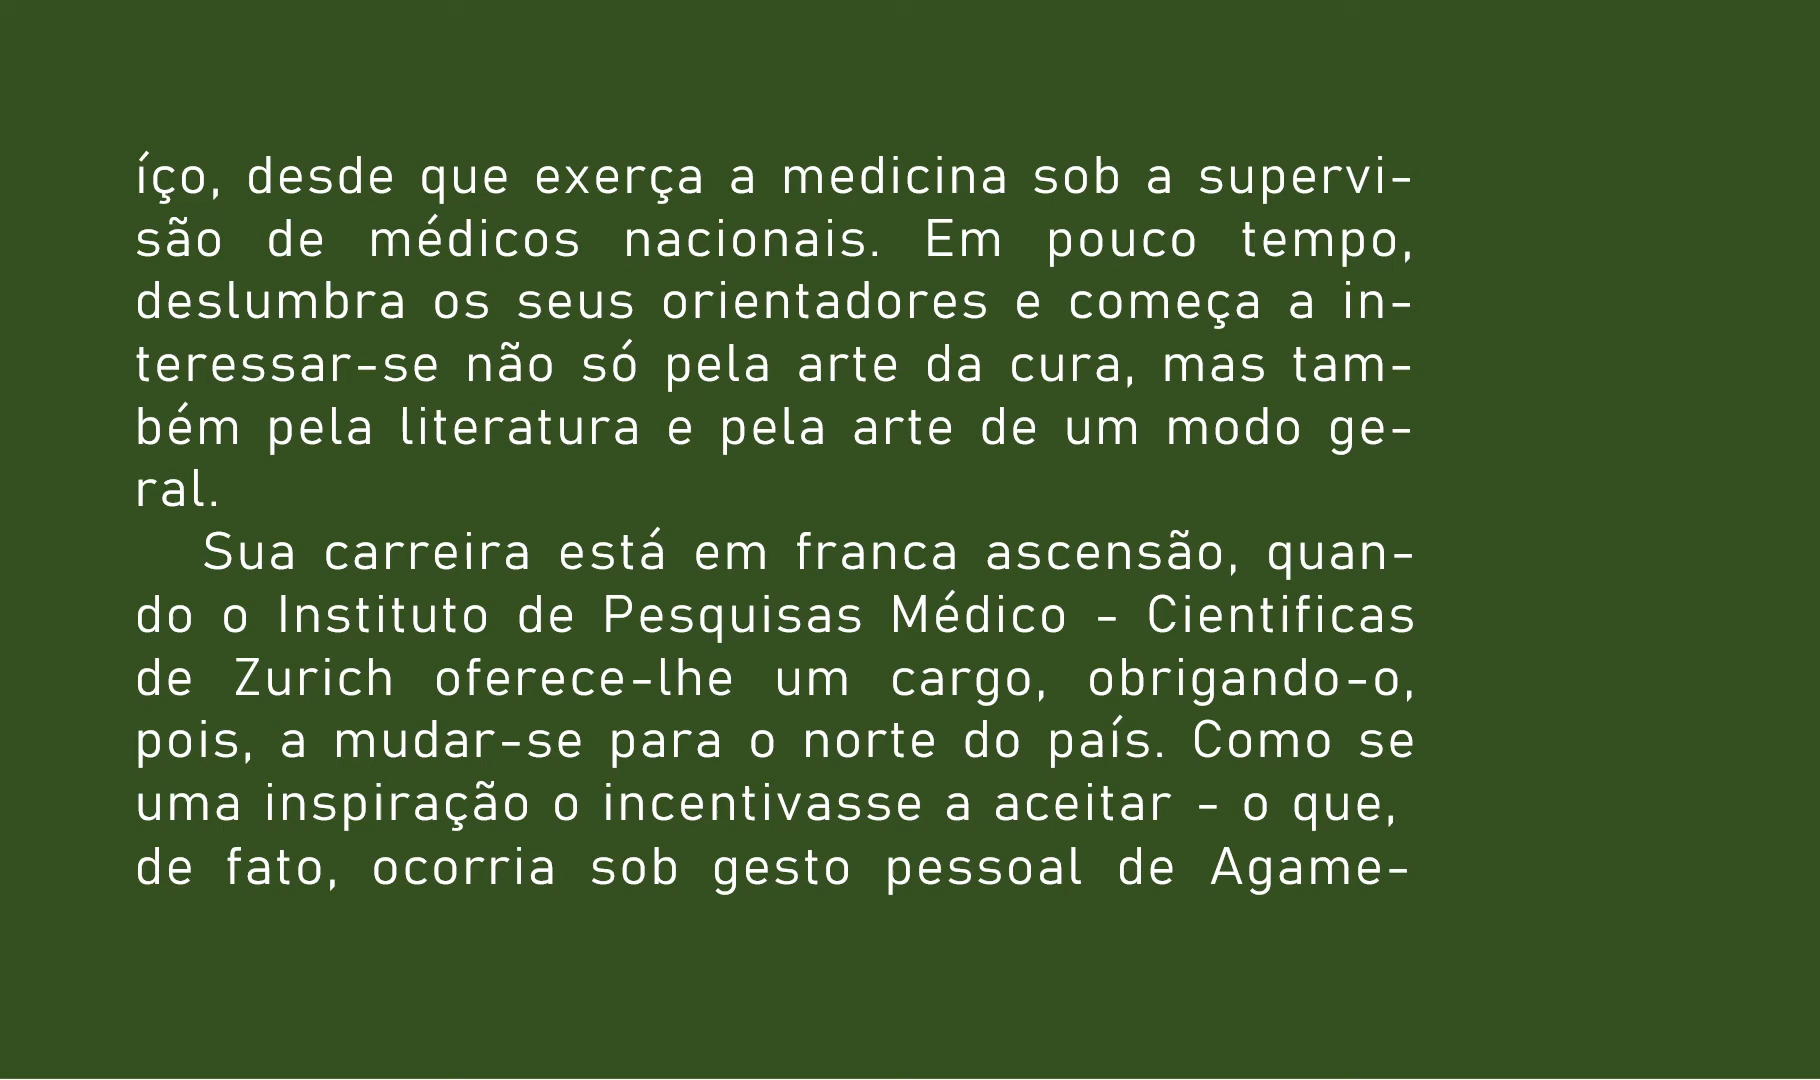 íço, desde que exerça a medicina sob a supervi-
são de médicos nacionais. Em pouco tempo,
deslumbra os seus orientadores e começa a in-
teressar-se não só pela arte da cura, mas tam-
bém pela literatura e pela arte de um modo ge-
ral.
Sua carreira está em franca ascensão, quan-
do o Instituto de Pesquisas Médico - Cientificas
de Zurich oferece-lhe um cargo, obrigando-o,
pois, a mudar-se para o norte do país. Como se
uma inspiração o incentivasse a aceitar - o que,
de fato, ocorria sob gesto pessoal de Agame-